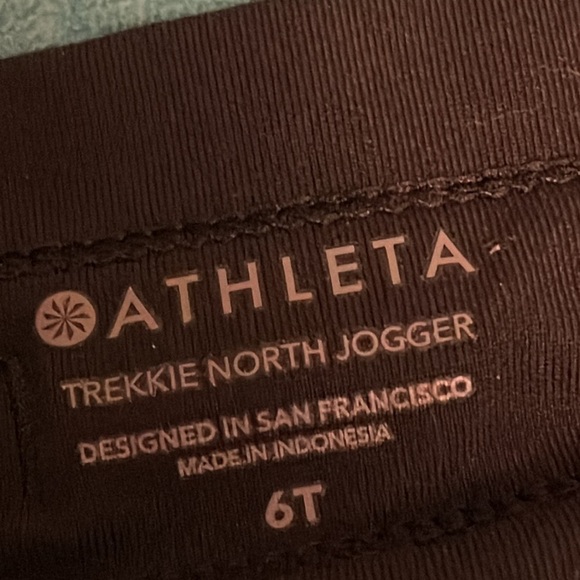 ATHLETA
TREKKIE NORTH JOGGER
DESIGNED IN SAN FRANCISCO
MADE IN INDONESIA
6T